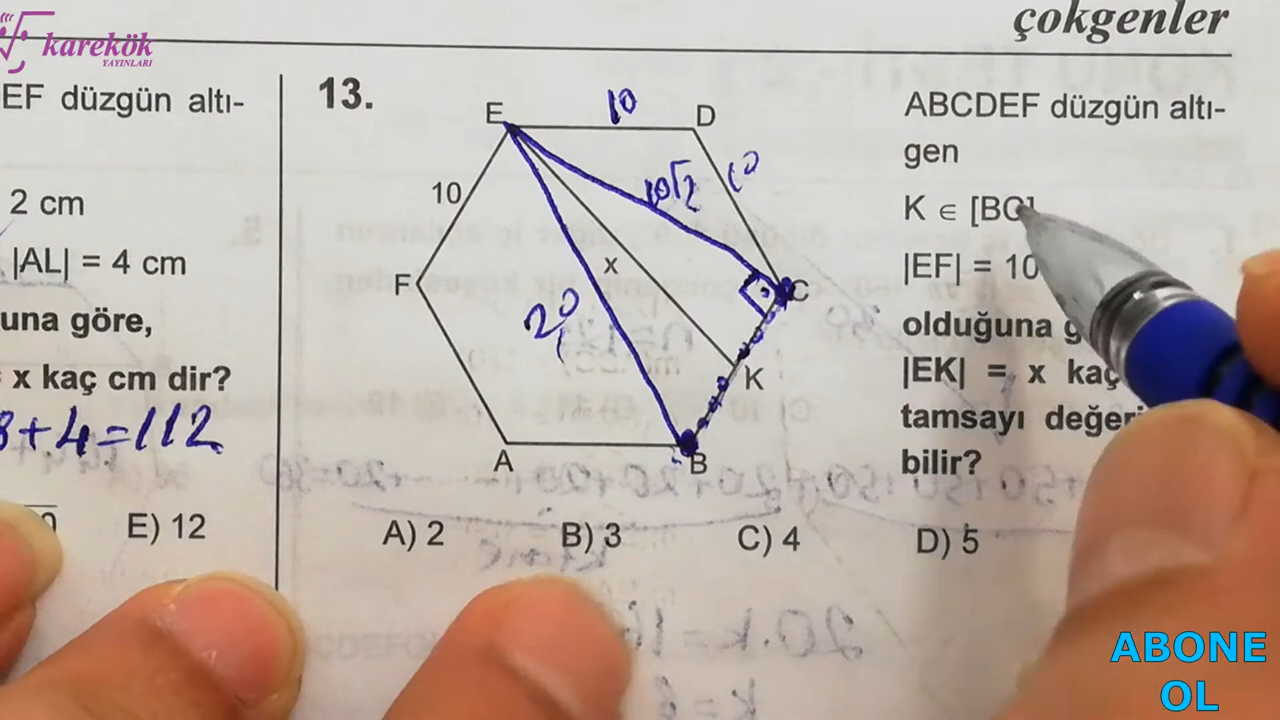 karekök
YAYINLARI
çokgenler
EF düzgün altı-
2 cm
|AL| = 4 cm
una göre,
x kaç cm dir?
8+4=112
E) 12
13.
E
10
D
10
10√2
10
x
F
20
C
K
A
B
ABCDEF düzgün altı-
gen
K ∈ [BC]
|EF| = 10
olduğuna g
|EK| = x kaç
tamsayı değeri
bilir?
A) 2 B) 3 C) 4 D) 5
ABONE
OL